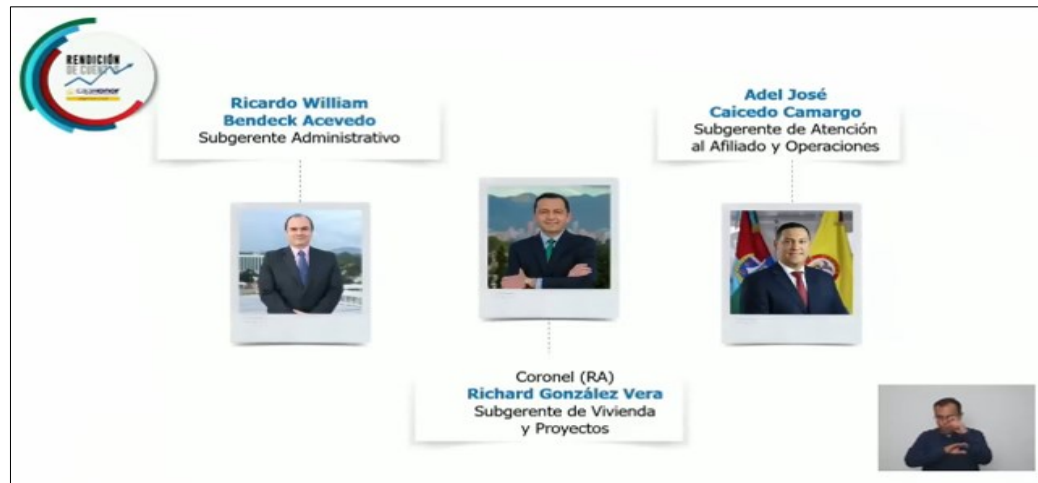 RENDICIÓN
DE CUENTAS
cajahonor
Ricardo William
Bendeck Acevedo
Subgerente Administrativo
Adel José
Caicedo Camargo
Subgerente de Atención
al Afiliado y Operaciones
Coronel (RA)
Richard González Vera
Subgerente de Vivienda
y Proyectos